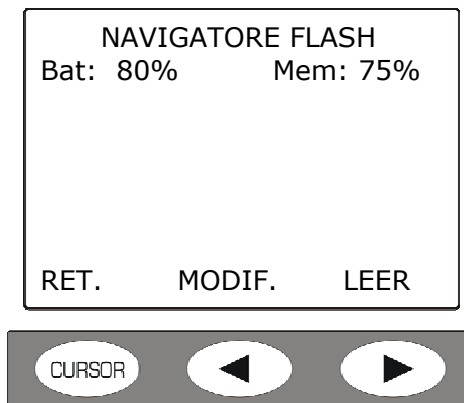 NAVIGATORE FLASH
Bat: 80% Mem: 75%
RET. MODIF. LEER
CURSOR